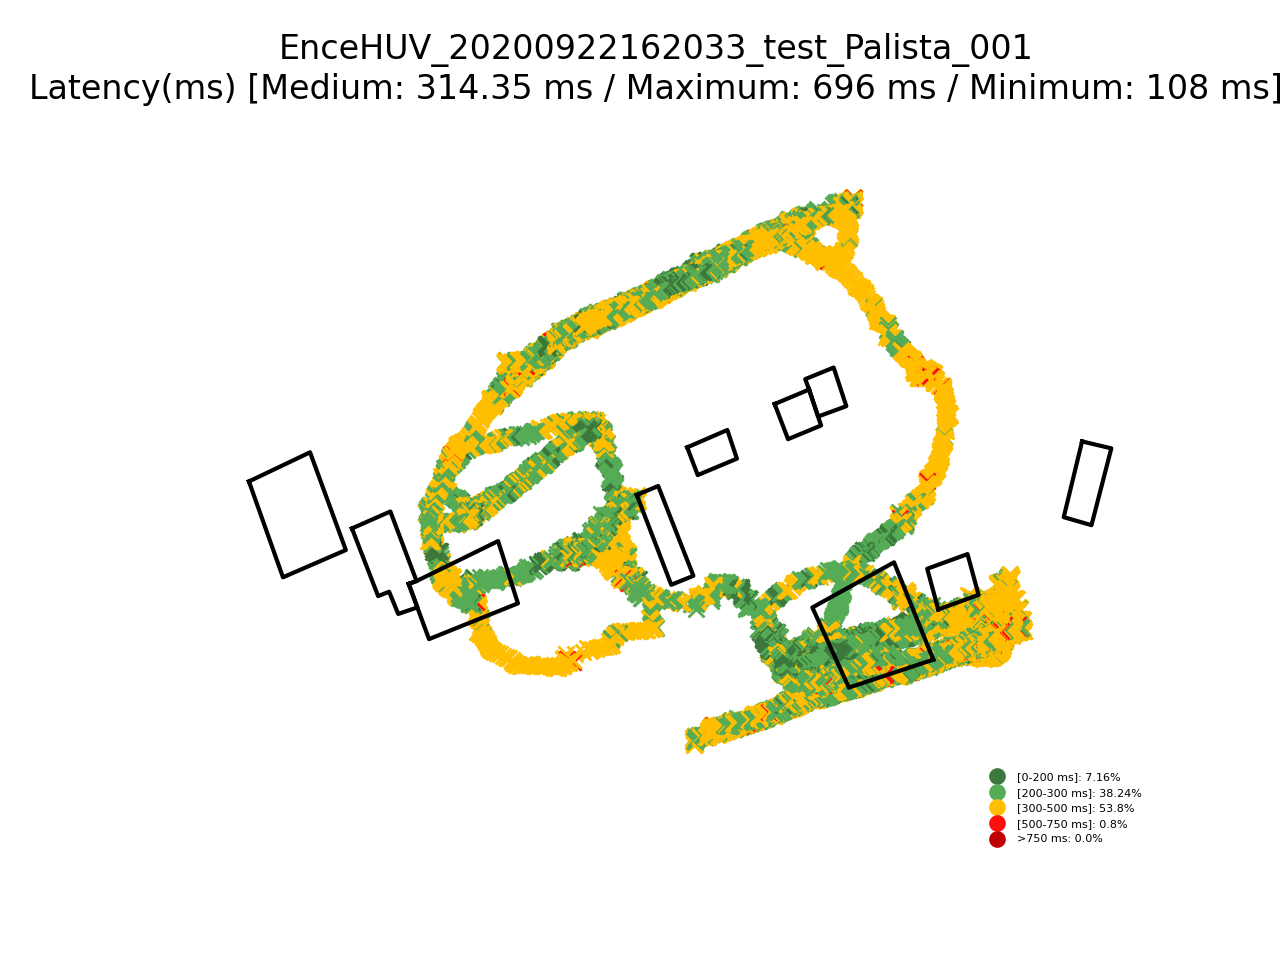 EnceHUV_20200922162033_test_Palista_001
Latency(ms) [Medium: 314.35 ms / Maximum: 696 ms / Minimum: 108 ms]
[0-200 ms]: 7.16%
[200-300 ms]: 38.24%
[300-500 ms]: 53.8%
[500-750 ms]: 0.8%
>750 ms: 0.0%